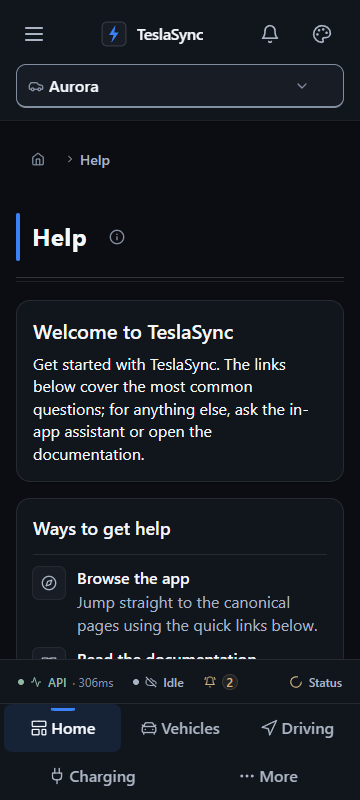 TeslaSync
Aurora
Help
Help
Welcome to TeslaSync
Get started with TeslaSync. The links
below cover the most common
questions; for anything else, ask the in-
app assistant or open the
documentation.
Ways to get help
Browse the app
Jump straight to the canonical
pages using the quick links below.
Read the documentation
API · 306ms
Idle
2
Status
Home
Vehicles
Driving
Charging
More